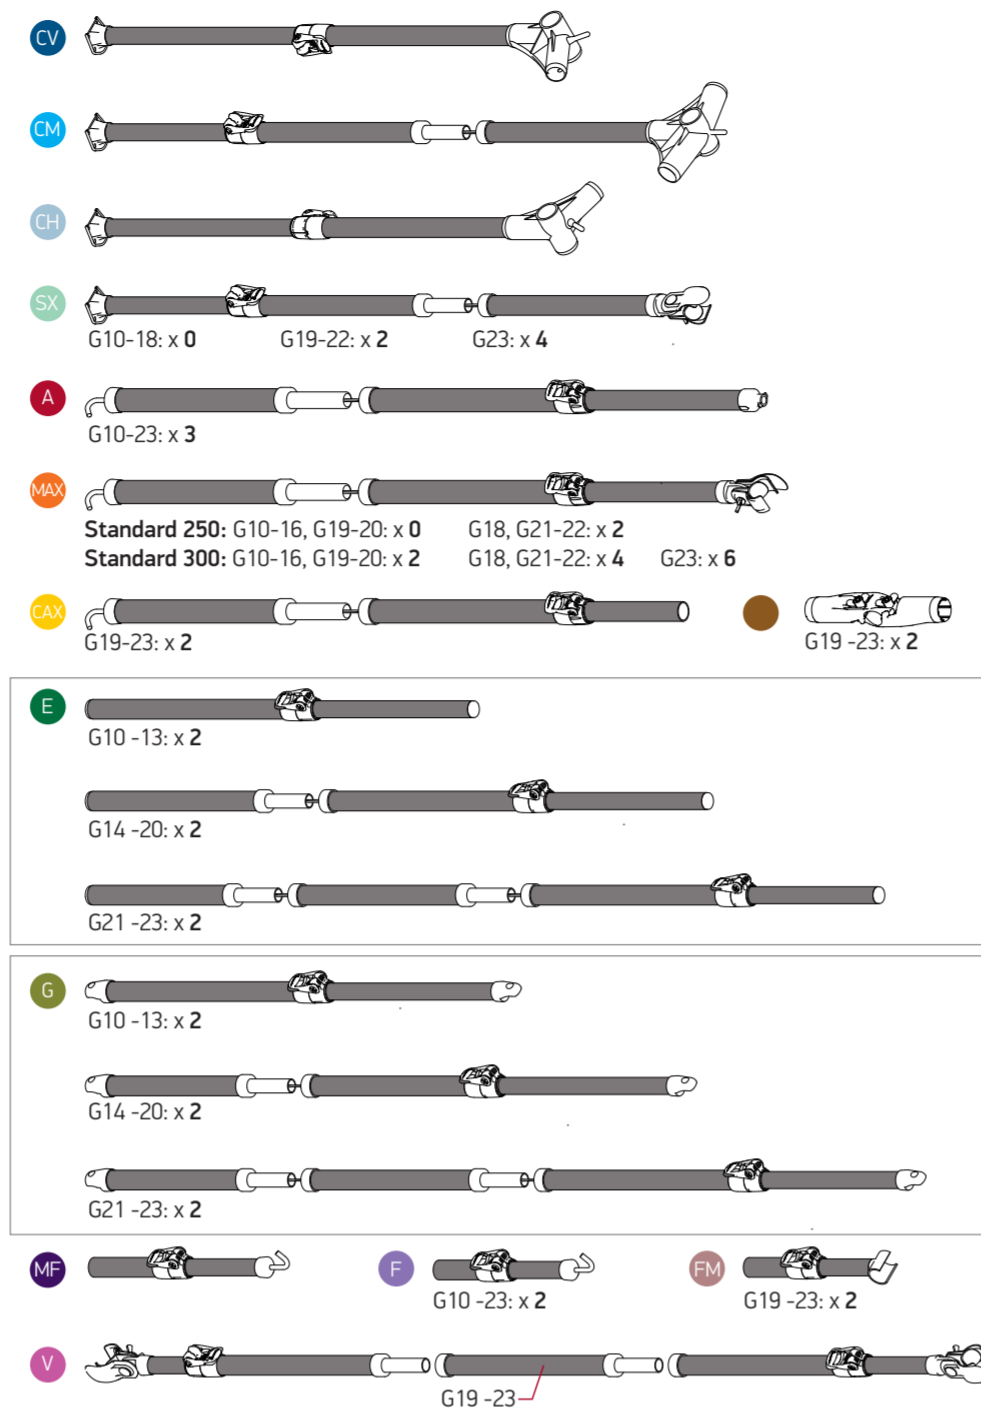 CV
CM
CH
SX
G10-18: x 0 G19-22: x 2 G23: x 4
A
G10-23: x 3
MAX
Standard 250: G10-16, G19-20: x 0 G18, G21-22: x 2
Standard 300: G10-16, G19-20: x 2 G18, G21-22: x 4 G23: x 6
CAX
G19-23: x 2 G19 -23: x 2
E
G10 -13: x 2
G14 -20: x 2
G21 -23: x 2
G
G10 -13: x 2
G14 -20: x 2
G21 -23: x 2
MF F FM
G10 -23: x 2 G19 -23: x 2
V
G19 -23